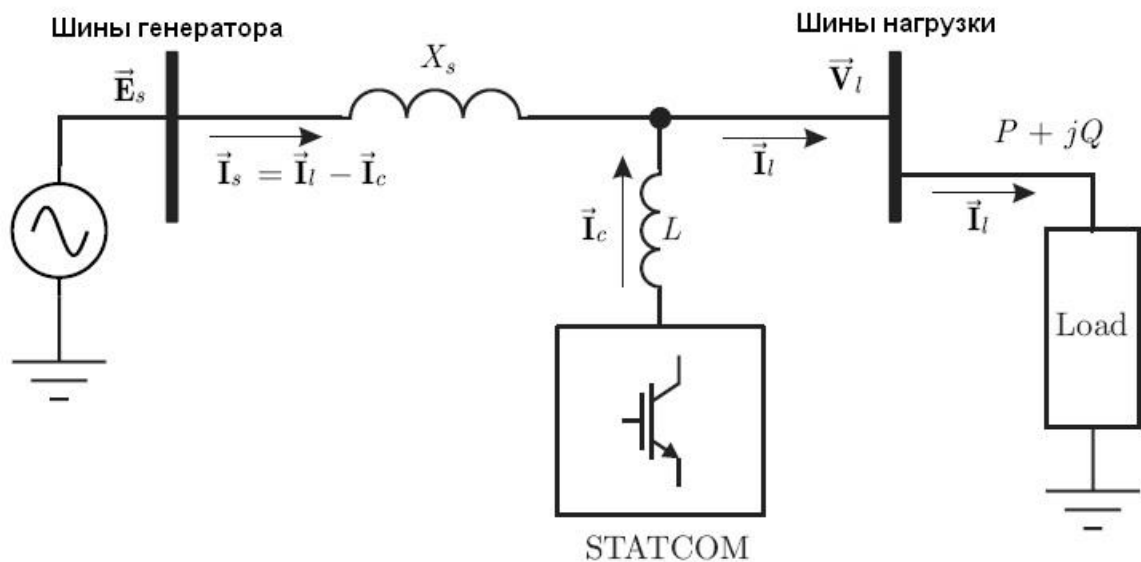 Шины генератора
Шины нагрузки
E⃗s
Xs
V⃗l
P + jQ
I⃗s = I⃗l − I⃗c
I⃗l
I⃗c
L
I⃗l
Load
STATCOM